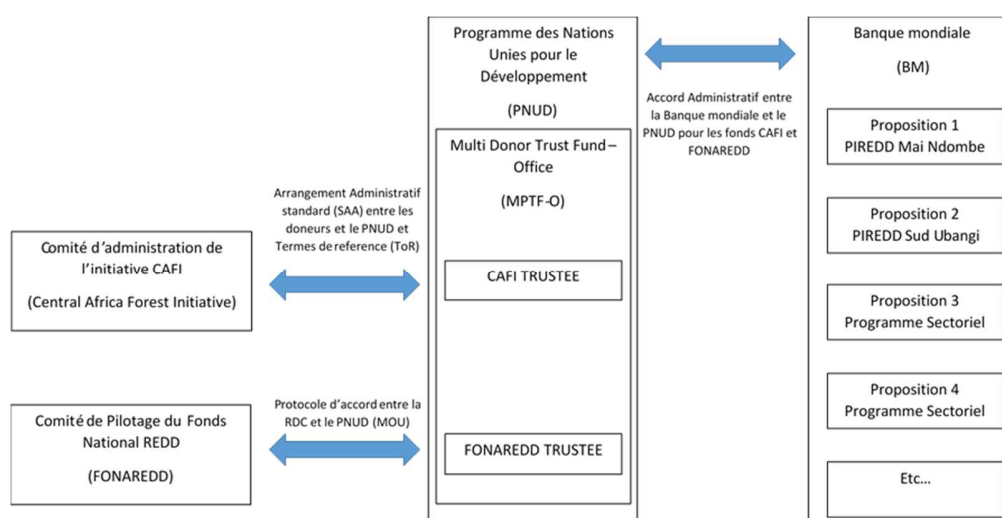 Comité d'administration de
l'initiative CAFI
(Central Africa Forest Initiative)
Comité de Pilotage du Fonds
National REDD
(FONAREDD)
Arrangement Administratif
standard (SAA) entre les
doneurs et le PNUD et
Termes de reference (ToR)
Protocole d'accord entre la
RDC et le PNUD (MOU)
Programme des Nations
Unies pour le
Développement
(PNUD)
Multi Donor Trust Fund –
Office
(MPTF-O)
CAFI TRUSTEE
FONAREDD TRUSTEE
Accord Administratif entre
la Banque mondiale et le
PNUD pour les fonds CAFI et
FONAREDD
Banque mondiale
(BM)
Proposition 1
PIREDD Mai Ndombe
Proposition 2
PIREDD Sud Ubangi
Proposition 3
Programme Sectoriel
Proposition 4
Programme Sectoriel
Etc...